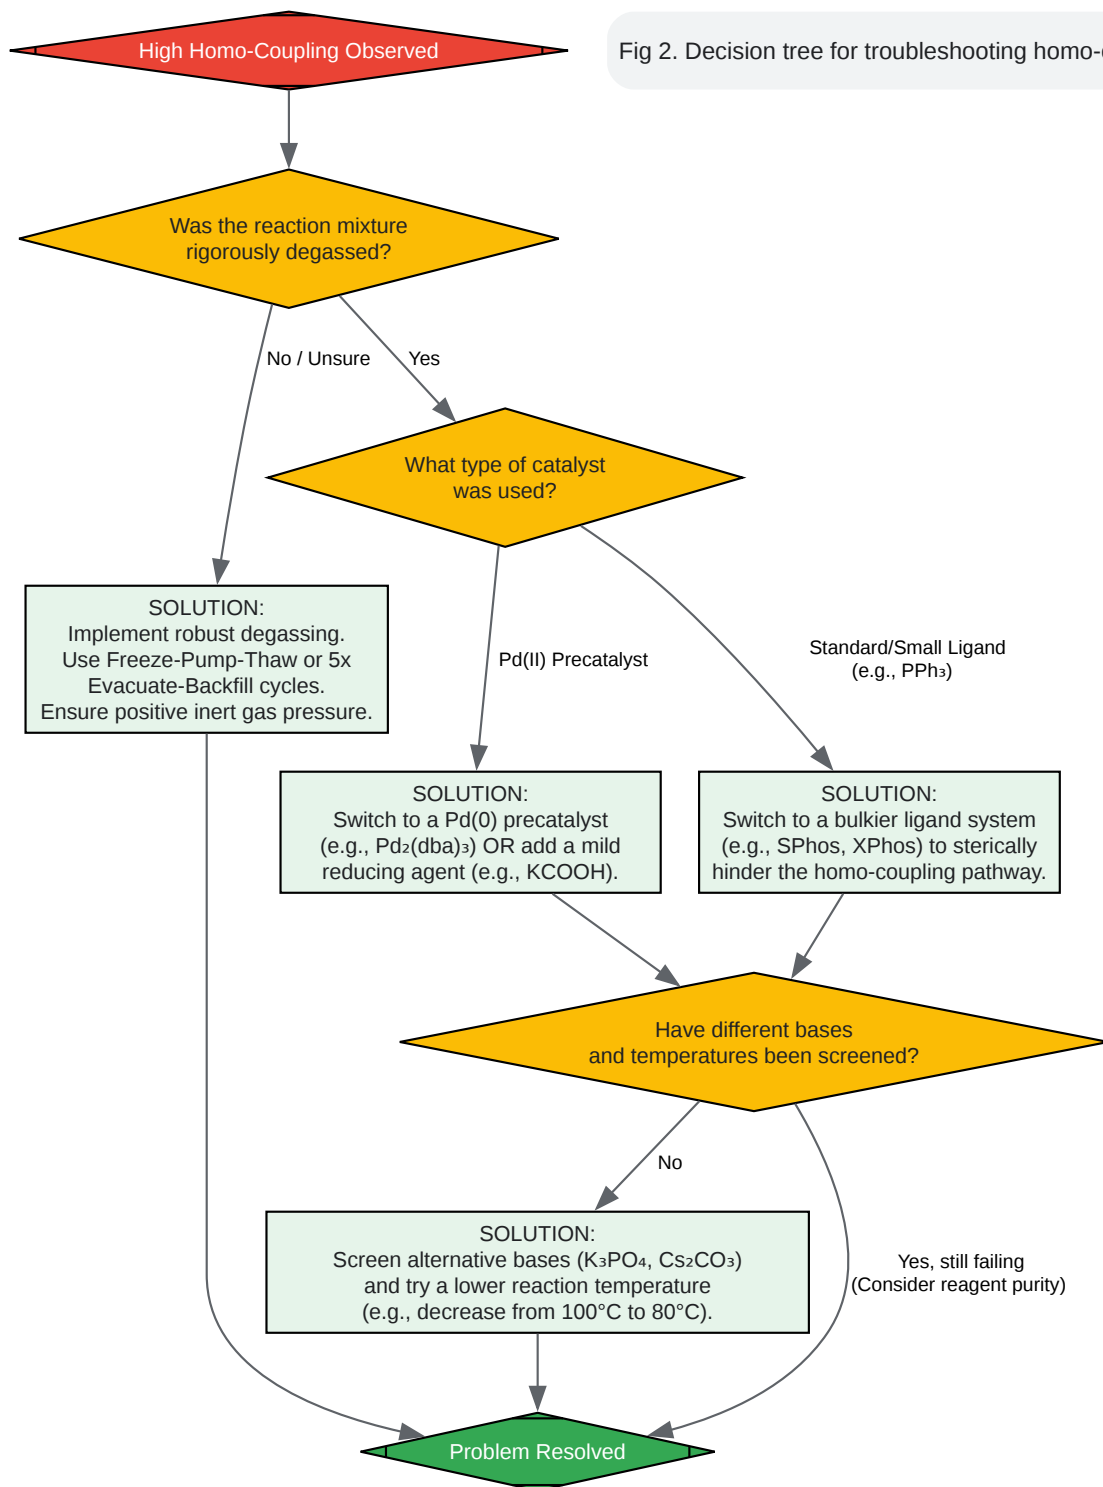 High Homo-Coupling Observed
Fig 2. Decision tree for troubleshooting homo-
Was the reaction mixture
rigorously degassed?
No / Unsure
Yes
What type of catalyst
was used?
SOLUTION:
Implement robust degassing.
Use Freeze-Pump-Thaw or 5x
Evacuate-Backfill cycles.
Ensure positive inert gas pressure.
Pd(II) Precatalyst
Standard/Small Ligand
(e.g., PPh₃)
SOLUTION:
Switch to a Pd(0) precatalyst
(e.g., Pd₂(dba)₃) OR add a mild
reducing agent (e.g., KCOOH).
SOLUTION:
Switch to a bulkier ligand system
(e.g., SPhos, XPhos) to sterically
hinder the homo-coupling pathway.
Have different bases
and temperatures been screened?
No
SOLUTION:
Screen alternative bases (K₃PO₄, Cs₂CO₃)
and try a lower reaction temperature
(e.g., decrease from 100°C to 80°C).
Yes, still failing
(Consider reagent purity)
Problem Resolved